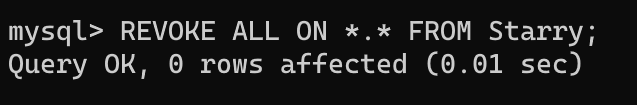 mysql> REVOKE ALL ON *.* FROM Starry;
Query OK, 0 rows affected (0.01 sec)